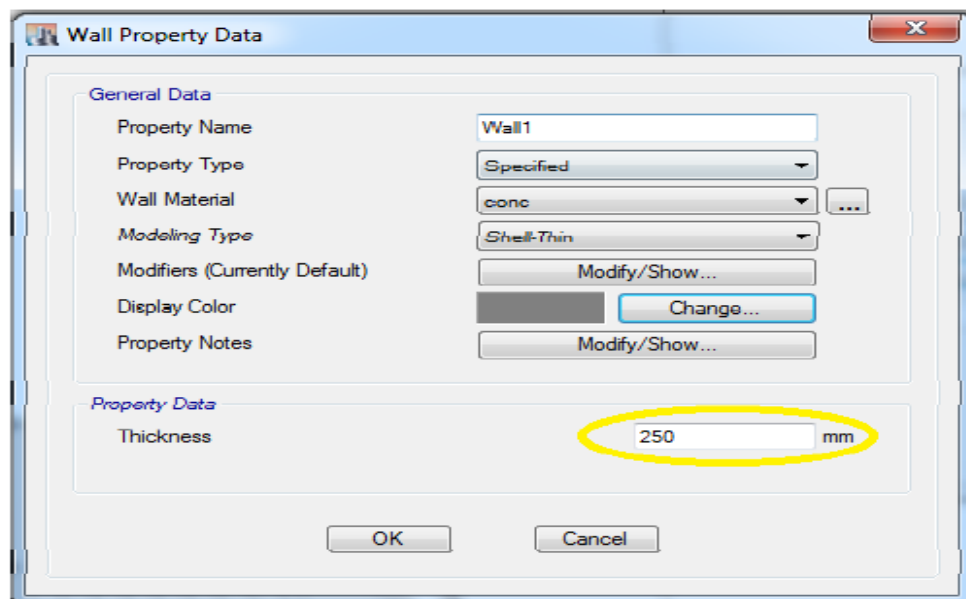 Wall Property Data
General Data
Property Name Wall1
Property Type Specified
Wall Material conc ...
Modeling Type Shell-Thin
Modifiers (Currently Default) Modify/Show...
Display Color Change...
Property Notes Modify/Show...
Property Data
Thickness 250 mm
OK Cancel